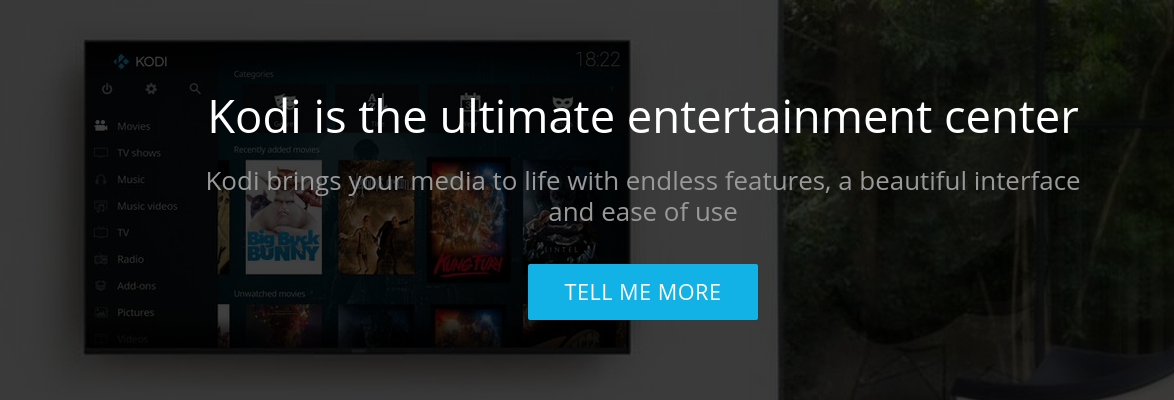 KODI
18:22
Categories
Kodi is the ultimate entertainment center
Movies
Recently added movies
TV shows
Kodi brings your media to life with endless features, a beautiful interface
and ease of use
Music
Music videos
TV
Big Buck
BUNNY
KUNG FURY
SINTEL
Radio
Add-ons
TELL ME MORE
Unwatched movies
Pictures
Videos